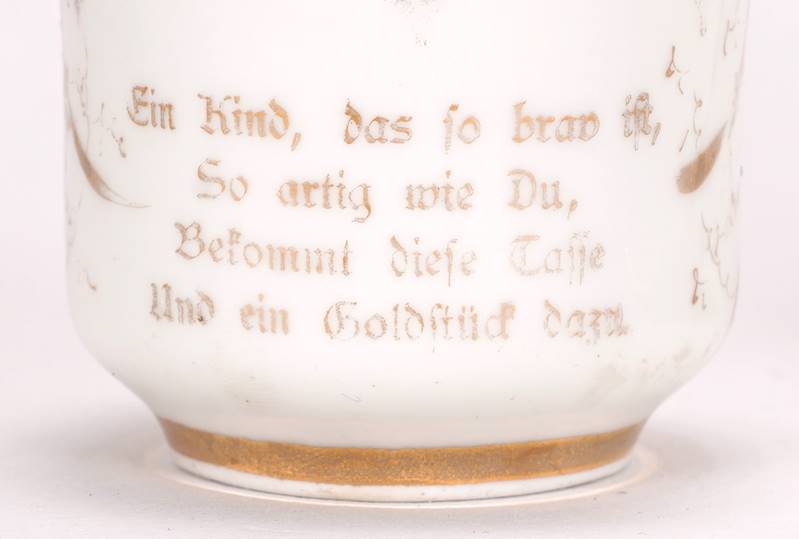 Ein Kind, das so brav ist,
So artig wie Du,
Bekommt diese Tasse
Und ein Goldstück dazu.